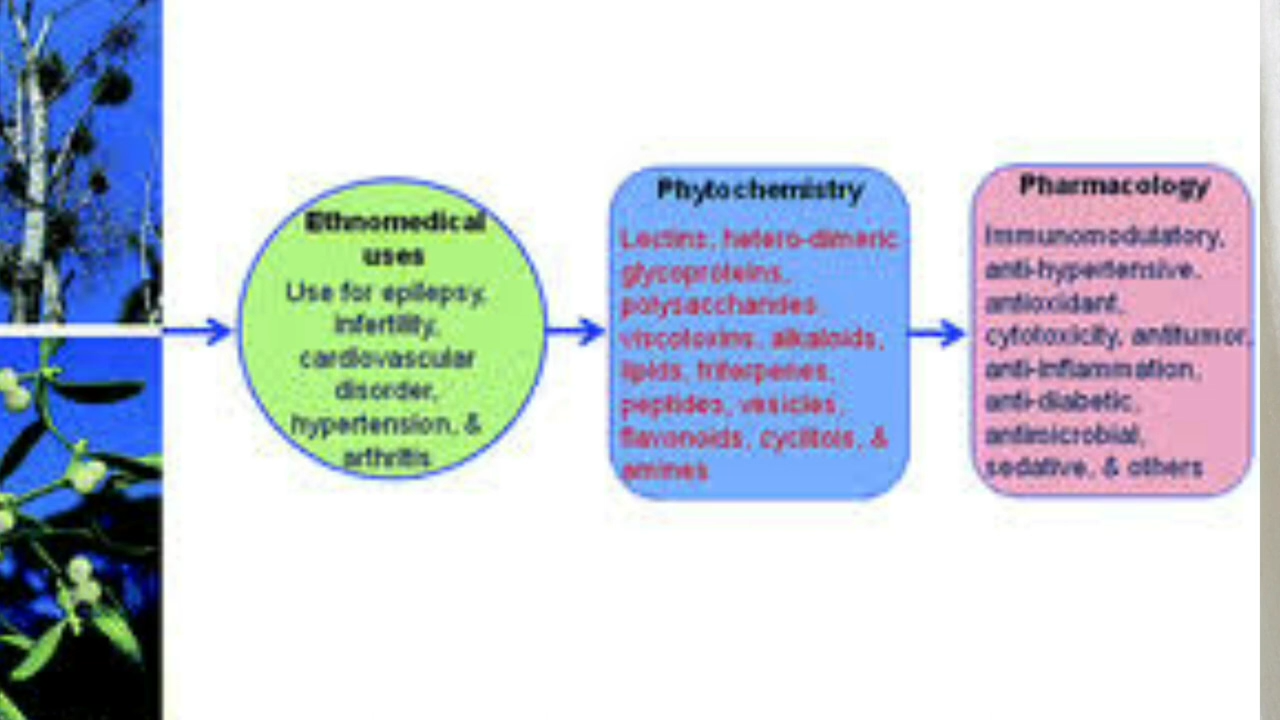 Ethnomedical
uses
Use for epilepsy,
infertility,
cardiovascular
disorder,
hypertension, &
arthritis
Phytochemistry
Lectins, hetero-dimeric
glycoproteins,
polysaccharides
viscotoxins, alkaloids,
lipids, triterpenes,
peptides, vesicles,
flavonoids, cyclitols, &
amines
Pharmacology
Immunomodulatory,
anti-hypertensive,
antioxidant,
cytotoxicity, antitumor,
anti-inflammation,
anti-diabetic,
antimicrobial,
sedative, & others